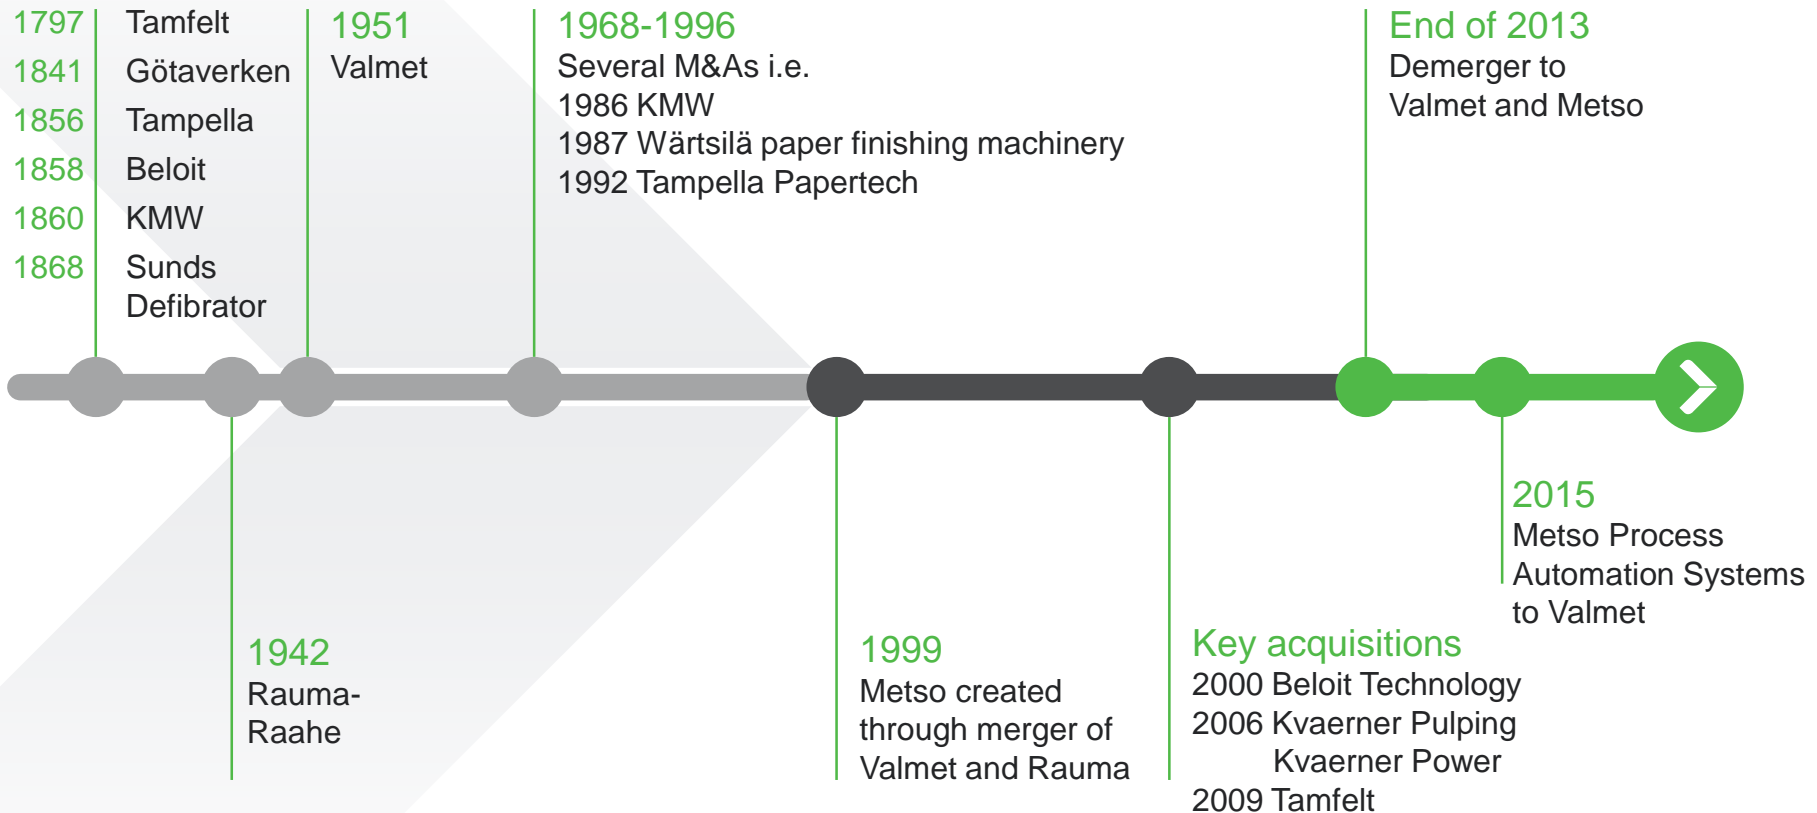 1797 Tamfelt
1841 Götaverken
1856 Tampella
1858 Beloit
1860 KMW
1868 Sunds
Defibrator
1942
Rauma-
Raahe
1951
Valmet
1968-1996
Several M&As i.e.
1986 KMW
1987 Wärtsilä paper finishing machinery
1992 Tampella Papertech
1999
Metso created
through merger of
Valmet and Rauma
Key acquisitions
2000 Beloit Technology
2006 Kvaerner Pulping
Kvaerner Power
2009 Tamfelt
End of 2013
Demerger to
Valmet and Metso
2015
Metso Process
Automation Systems
to Valmet